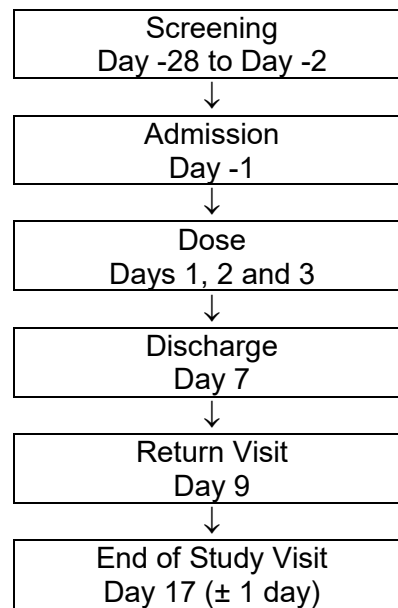 Screening
Day -28 to Day -2
↓
Admission
Day -1
↓
Dose
Days 1, 2 and 3
↓
Discharge
Day 7
↓
Return Visit
Day 9
↓
End of Study Visit
Day 17 (± 1 day)